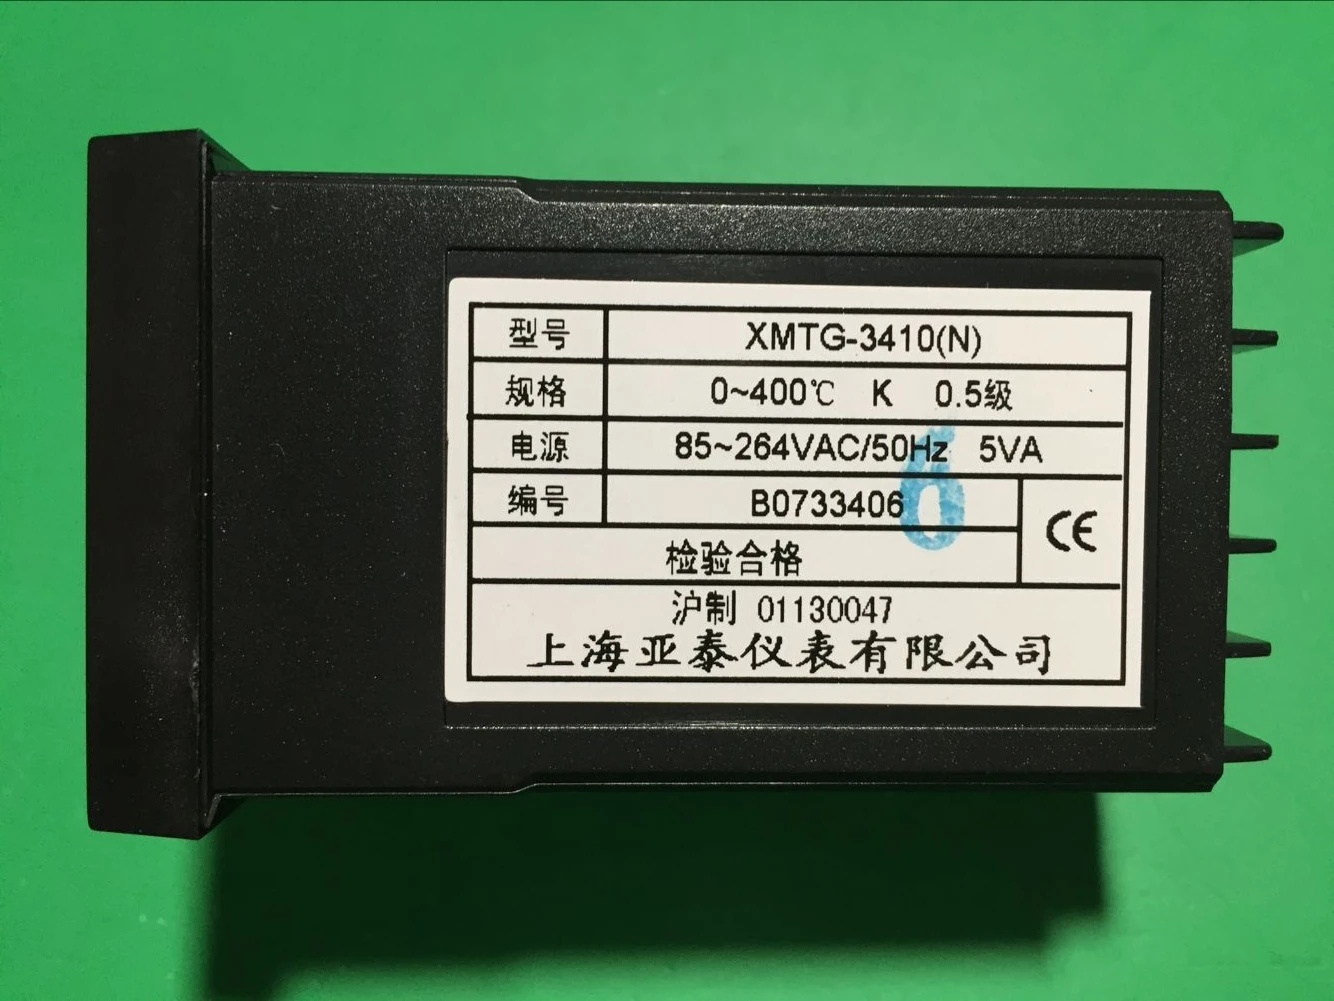 型号 XMTG-3410(N)
规格 0~400℃ K 0.5级
电源 85~264VAC/50Hz 5VA
编号 B0733406
CE
检验合格
沪制 01130047
上海亚泰仪表有限公司